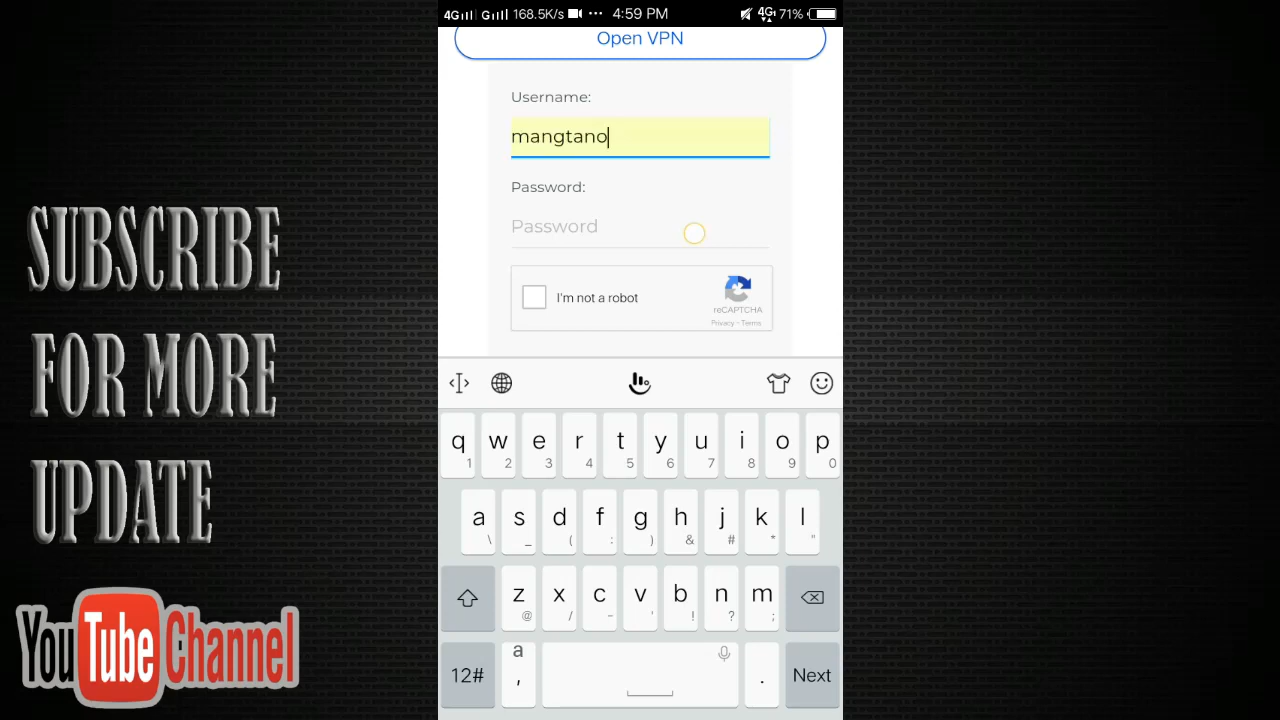 4G G 168.5K/s ... 4:59 PM 4G 71%
Open VPN
Username:
mangtano
Password:
Password
I'm not a robot
reCAPTCHA
Privacy - Terms
SUBSCRIBE
FOR MORE
UPDATE
YouTube Channel
q w e r t y u i o p
1 2 3 4 5 6 7 8 9 0
a s d f g h j k l
\ _ ( : ) & # * "
z x c v b n m
@ / - ' ! ? ;
12# a , . Next